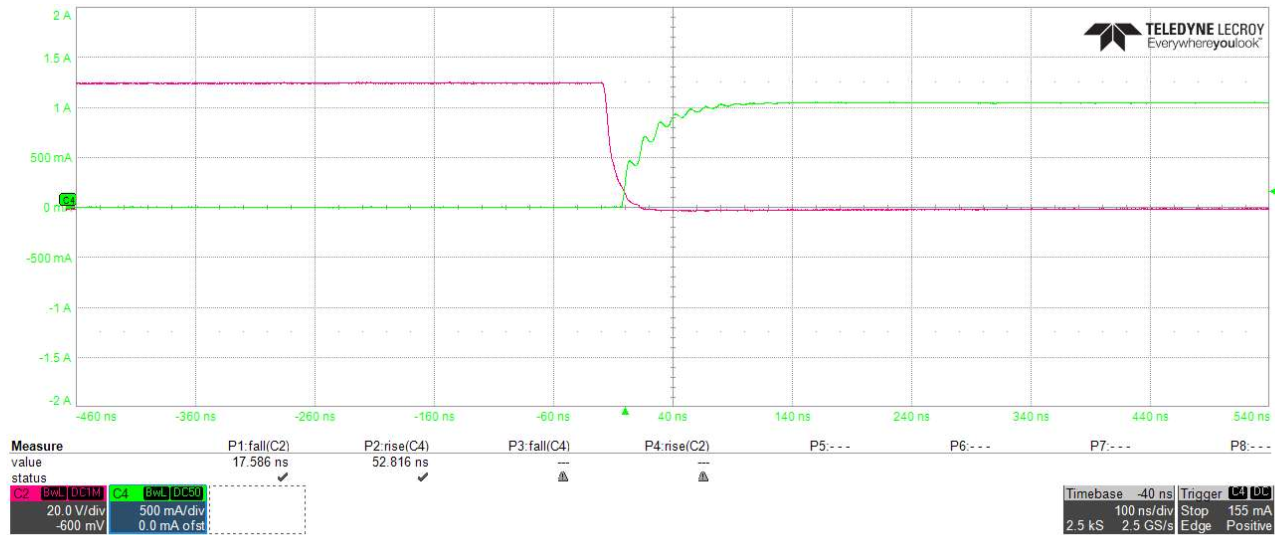 2 A
TELEDYNE LECROY
Everywhereyoulook™
1.5 A
1 A
500 mA
C4
0 mA
-500 mA
-1 A
-1.5 A
-2 A
-460 ns -360 ns -260 ns -160 ns -60 ns 40 ns 140 ns 240 ns 340 ns 440 ns 540 ns
Measure P1:fall(C2) P2:rise(C4) P3:fall(C4) P4:rise(C2) P5:- - - P6:- - - P7:- - - P8:- - -
value 17.586 ns 52.816 ns --- ---
status
C2 BwL DC1M C4 BwL DC50 Timebase -40 ns Trigger C4 DC
20.0 V/div 500 mA/div 100 ns/div Stop 155 mA
-600 mV 0.0 mA ofst 2.5 kS 2.5 GS/s Edge Positive